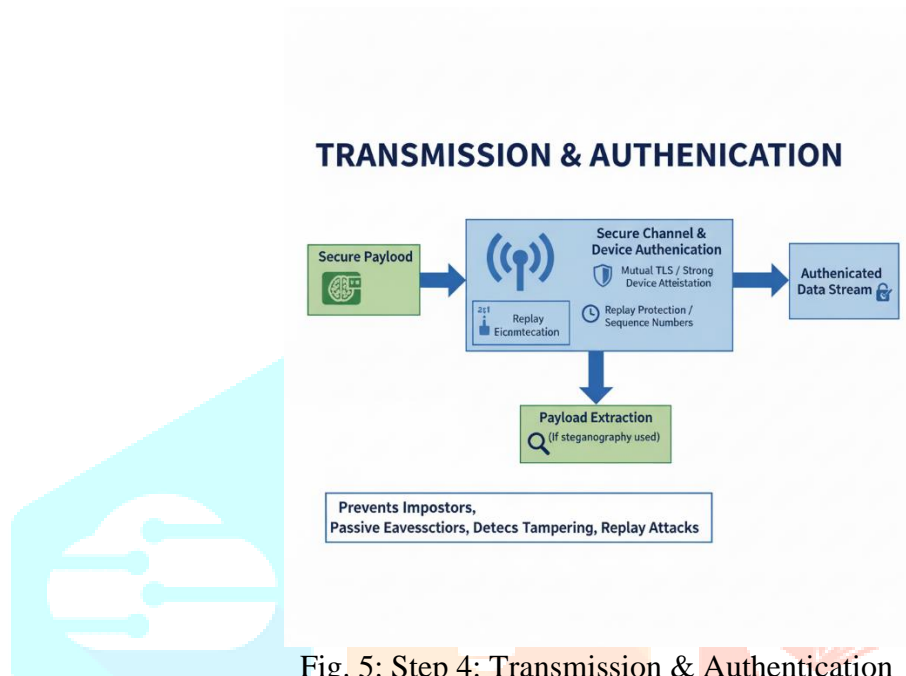 TRANSMISSION & AUTHENICATION
Secure Paylood
Secure Channel &
Device Authenication
Mutual TLS / Strong
Device Atteistation
Replay
Eicnmtecation
Replay Protection /
Sequence Numbers
Authenicated
Data Stream
Payload Extraction
(If steganography used)
Prevents Impostors,
Passive Eavessctiors, Detecs Tampering, Replay Attacks
Fig. 5: Step 4: Transmission & Authentication